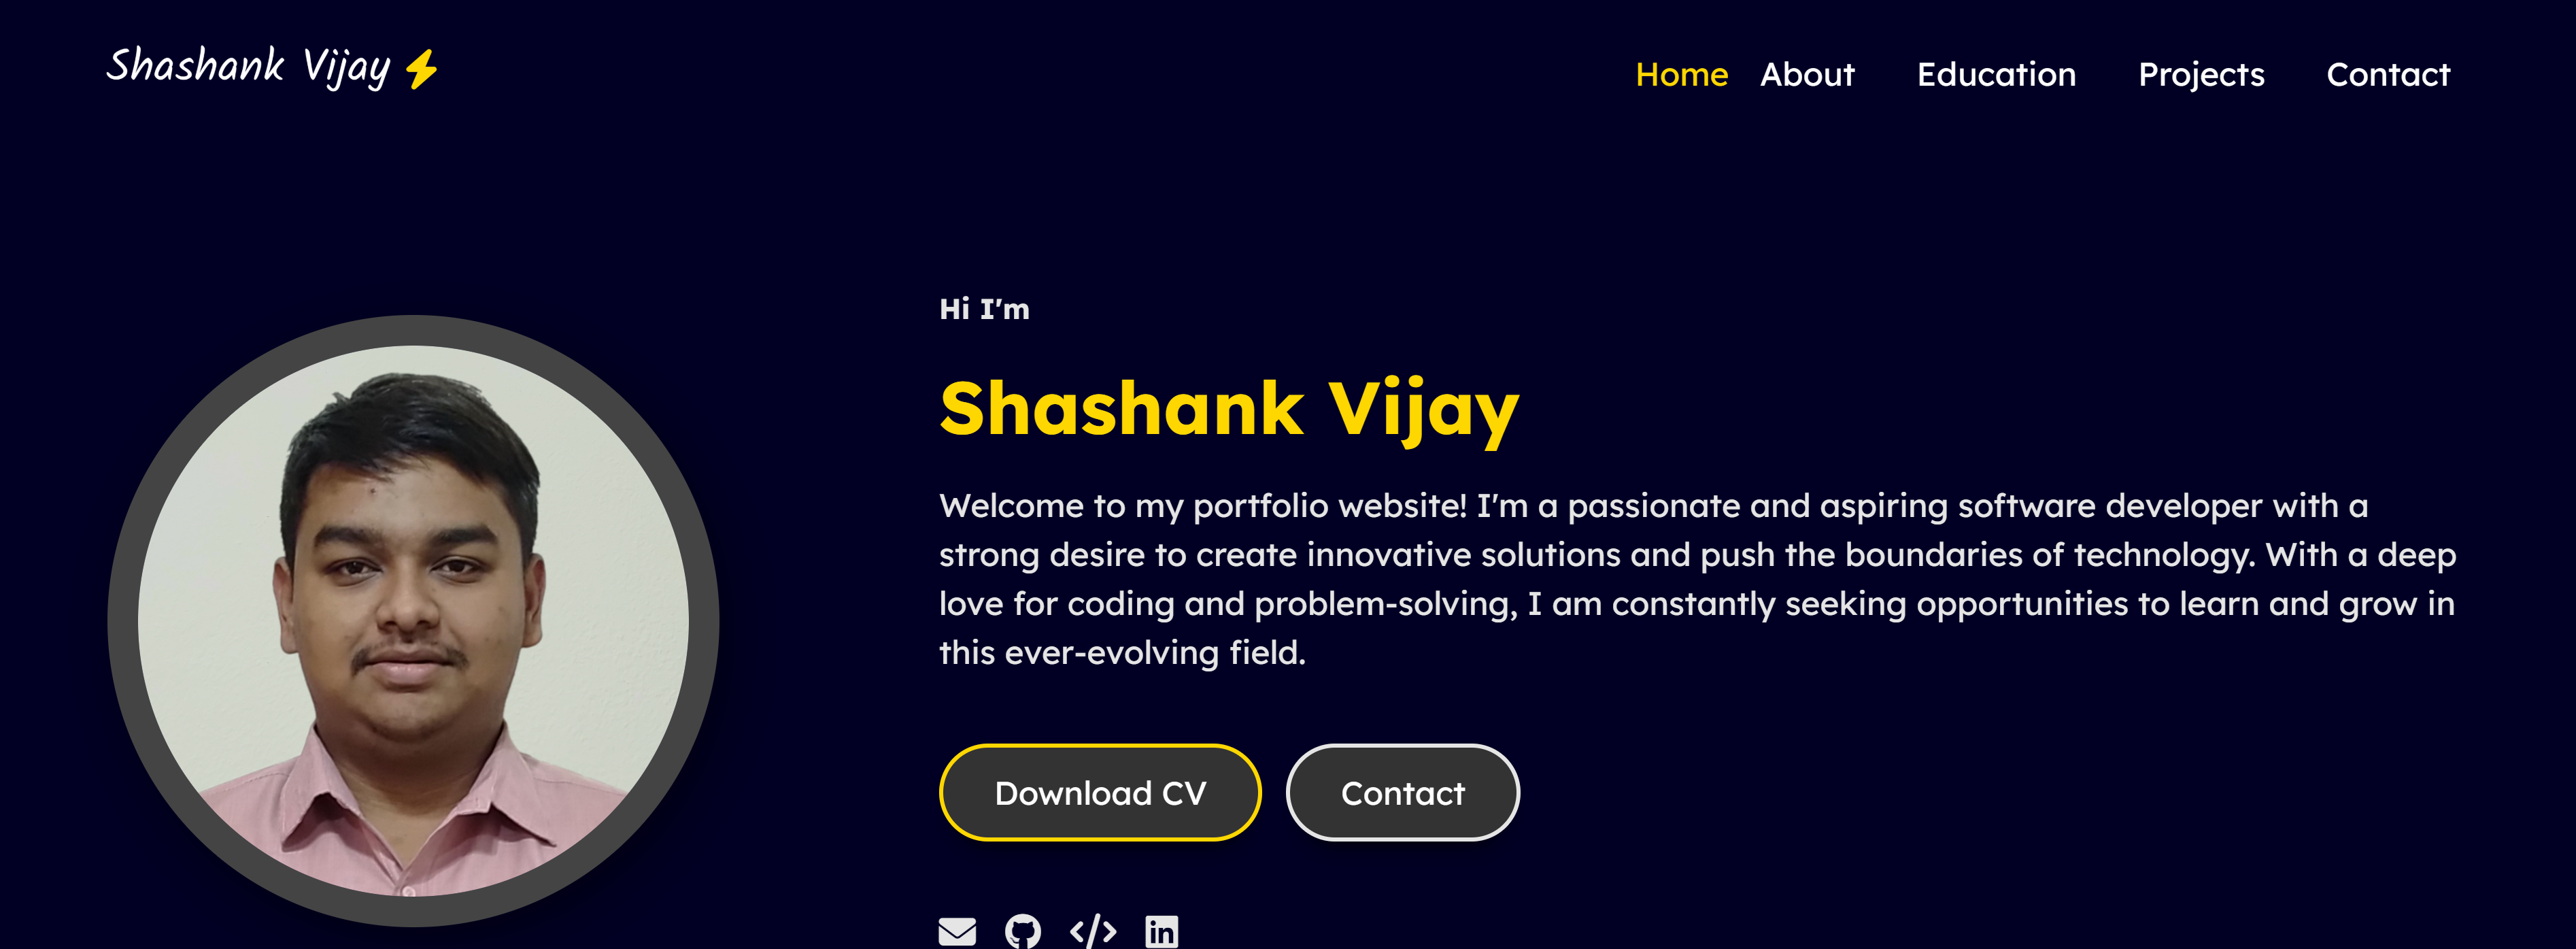 Shashank Vijay
Home About Education Projects Contact
Hi I'm
Shashank Vijay
Welcome to my portfolio website! I'm a passionate and aspiring software developer with a
strong desire to create innovative solutions and push the boundaries of technology. With a deep
love for coding and problem-solving, I am constantly seeking opportunities to learn and grow in
this ever-evolving field.
Download CV Contact